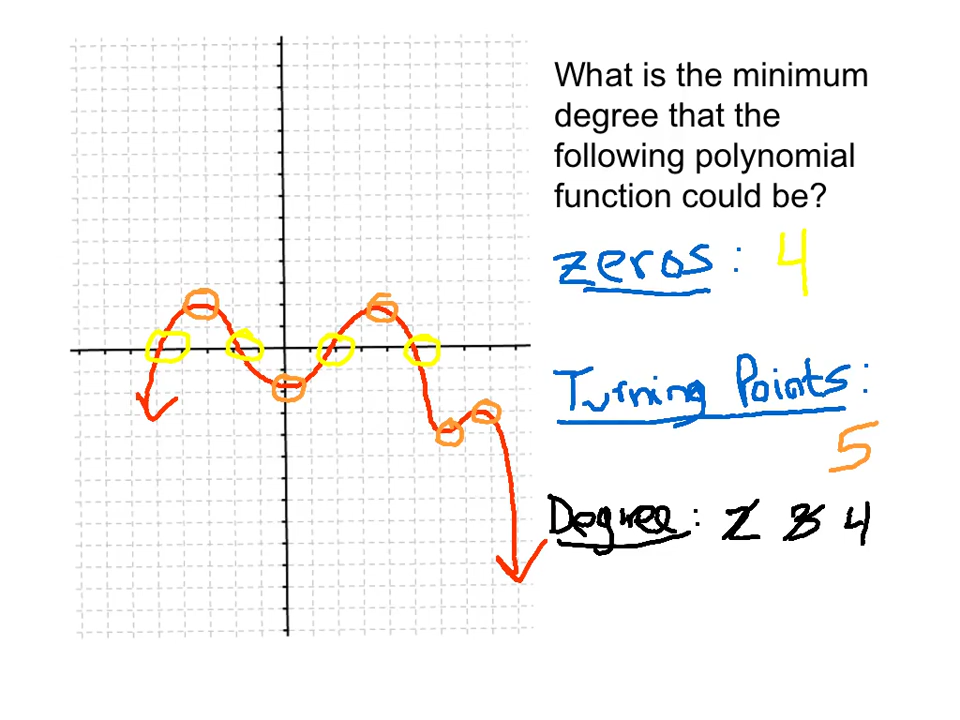 What is the minimum
degree that the
following polynomial
function could be?
zeros: 4
Turning Points:
5
Degree: 2 3 4